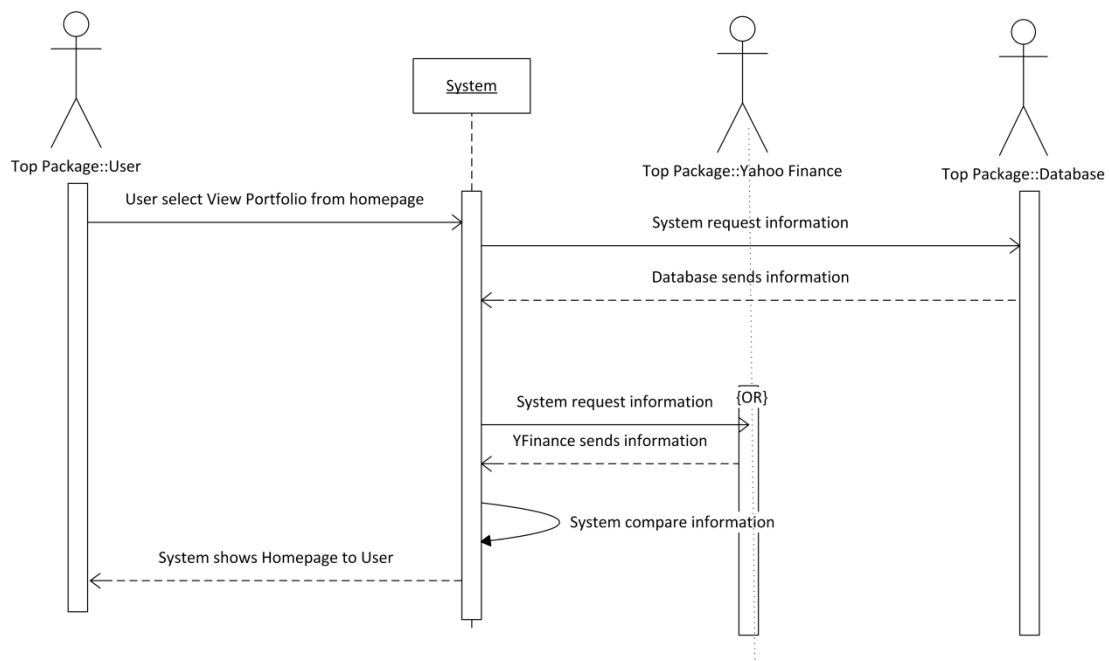 System
Top Package::User
Top Package::Yahoo Finance
Top Package::Database
User select View Portfolio from homepage
System request information
Database sends information
{OR}
System request information
YFinance sends information
System compare information
System shows Homepage to User